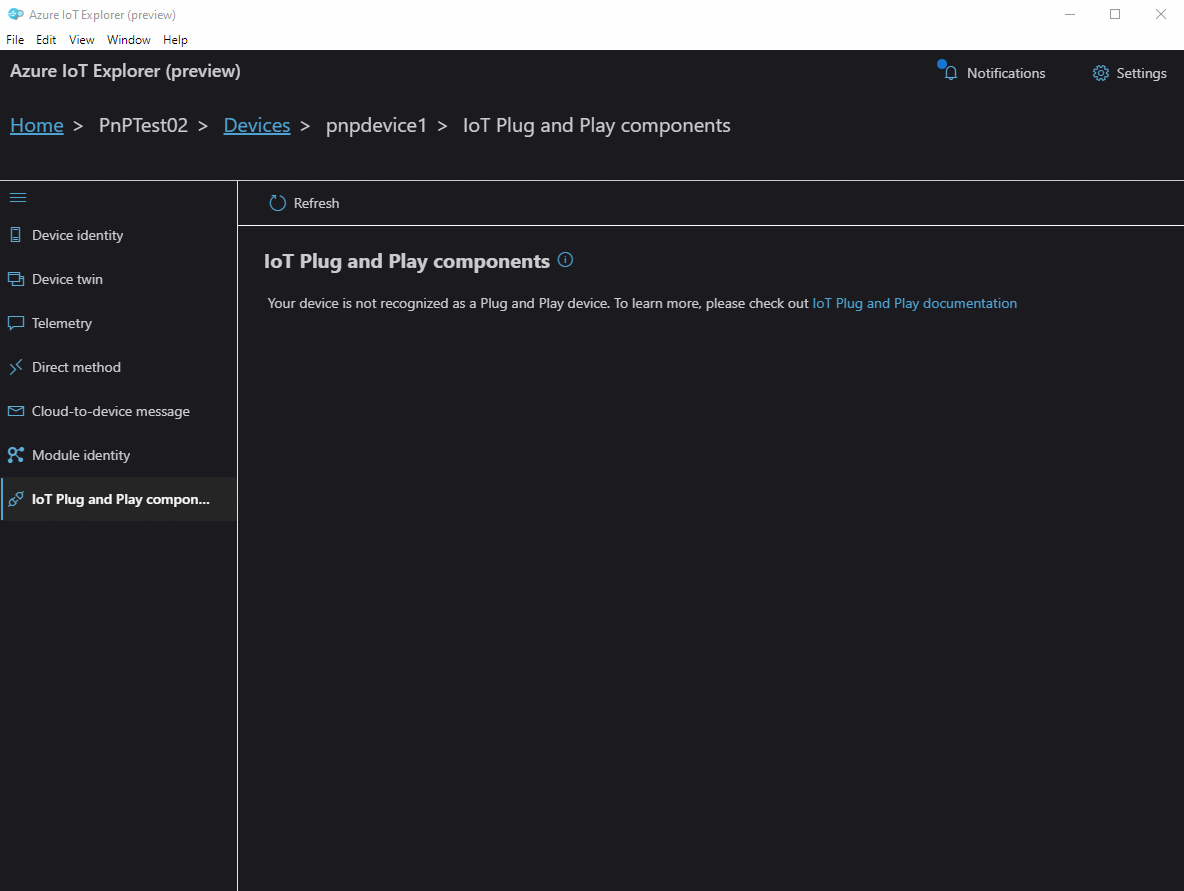 Azure IoT Explorer (preview)
File Edit View Window Help
Azure IoT Explorer (preview)
Notifications
Settings
Home > PnPTest02 > Devices > pnpdevice1 > IoT Plug and Play components
Refresh
Device identity
Device twin
Telemetry
Direct method
Cloud-to-device message
Module identity
IoT Plug and Play compon...
IoT Plug and Play components
Your device is not recognized as a Plug and Play device. To learn more, please check out IoT Plug and Play documentation